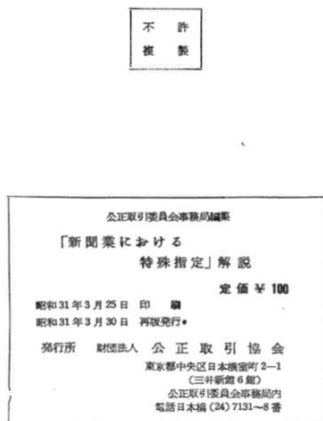 不許
複製
公正取引委員会事務局編集
「新聞業における
特殊指定」解説
定価￥100
昭和31年3月25日 印刷
昭和31年3月30日 再版発行
発行所 財団法人 公正取引協会
東京都中央区日本橋室町2—1
(三井新館6階)
公正取引委員会事務局内
電話日本橋(24)7131〜8番